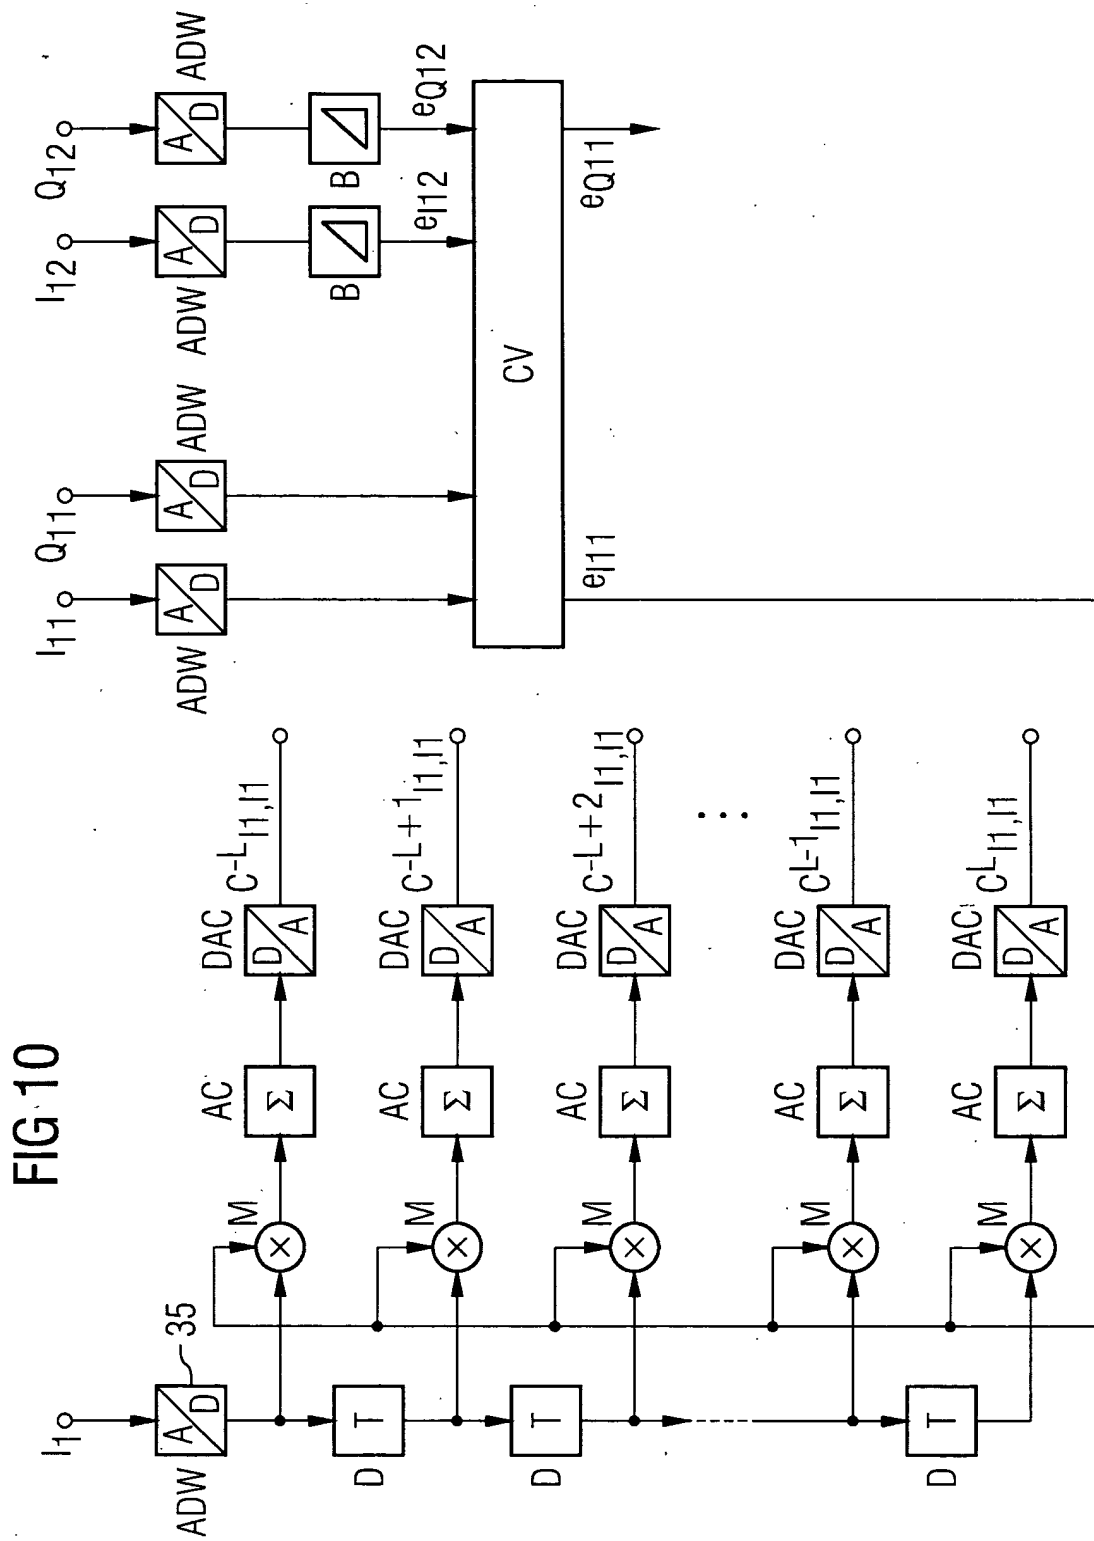 FIG 10
I1
ADW
A
D
35
D
T
D
T
D
T
M
×
AC
Σ
DAC
D
A
C^-L I1,I1
M
×
AC
Σ
DAC
D
A
C^-L+1 I1,I1
M
×
AC
Σ
DAC
D
A
C^-L+2 I1,I1
...
M
×
AC
Σ
DAC
D
A
C^L-1 I1,I1
M
×
AC
Σ
DAC
D
A
C^L I1,I1
I11
ADW
A
D
Q11
ADW
A
D
I12
ADW
A
D
B
eI12
Q12
ADW
A
D
B
eQ12
CV
eI11
eQ11